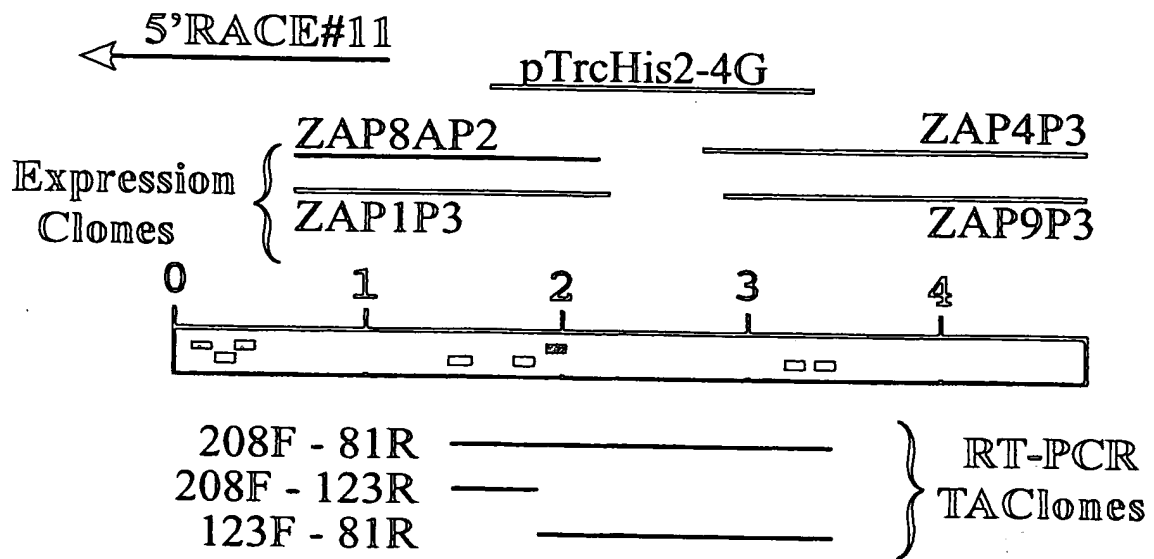 5'RACE#11
pTrcHis2-4G
ZAP8AP2
ZAP4P3
Expression
Clones
ZAP1P3
ZAP9P3
0 1 2 3 4
208F - 81R
208F - 123R
123F - 81R
RT-PCR
TAClones